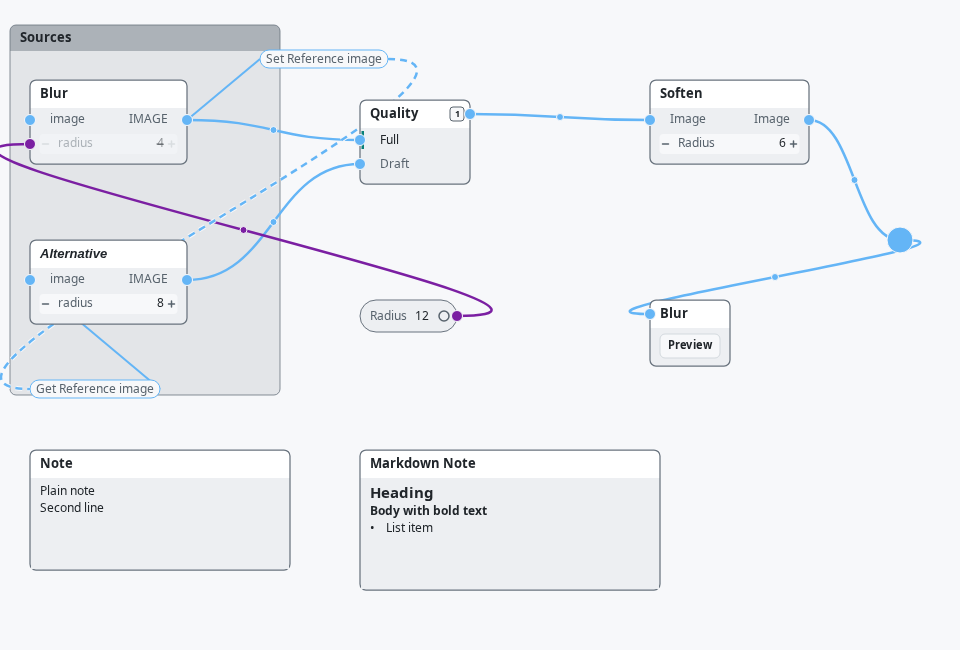 Sources
Set Reference image
Blur
image IMAGE
− radius 4 +
Quality 1
Full
Draft
Soften
Image Image
− Radius 6 +
Alternative
image IMAGE
− radius 8 +
Radius 12
Blur
Preview
Get Reference image
Note
Plain note
Second line
Markdown Note
Heading
Body with bold text
• List item